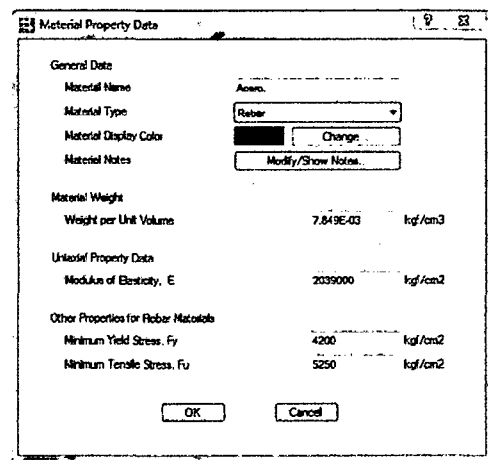 Material Property Data
General Data
Material Name Acero.
Material Type Rebar
Material Display Color Change...
Material Notes Modify/Show Notes...
Material Weight
Weight per Unit Volume 7.849E-03 kgf/cm3
Uniaxial Property Data
Modulus of Elasticity, E 2039000 kgf/cm2
Other Properties for Rebar Materials
Minimum Yield Stress, Fy 4200 kgf/cm2
Minimum Tensile Stress, Fu 5250 kgf/cm2
OK Cancel